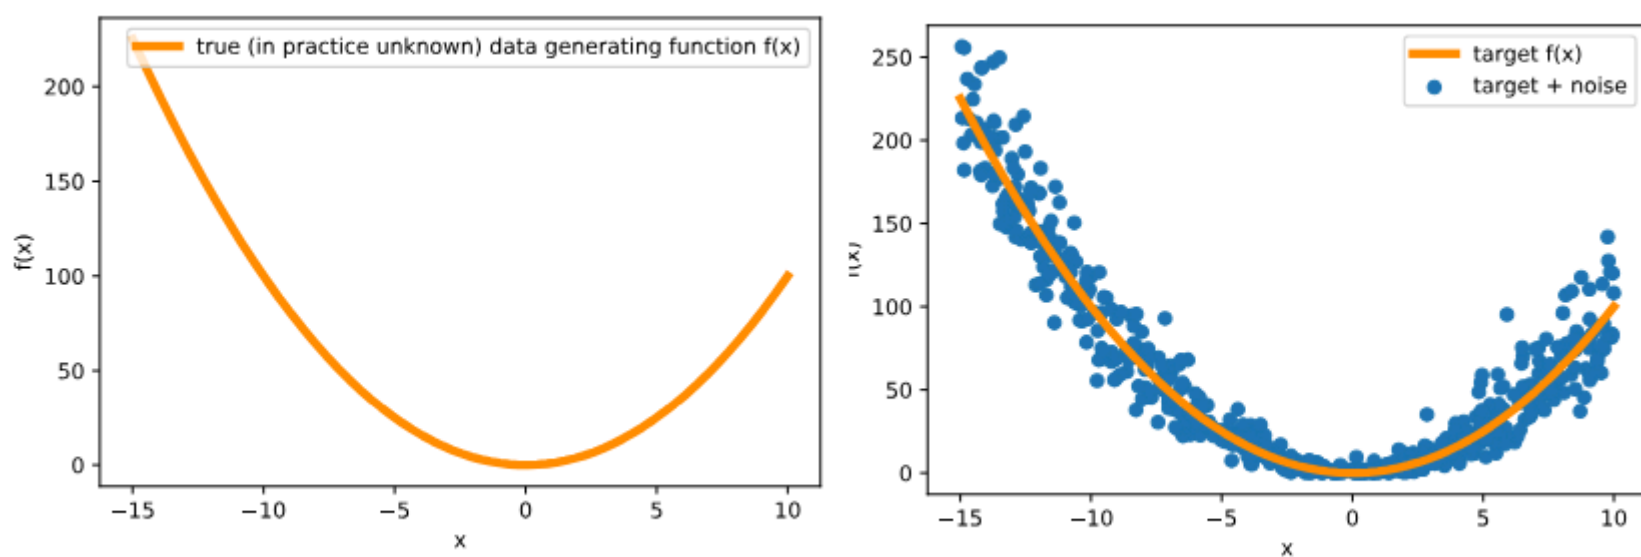 true (in practice unknown) data generating function f(x)
200
150
100
50
0
f(x)
−15 −10 −5 0 5 10
x
target f(x)
target + noise
250
200
150
100
50
0
f(x)
−15 −10 −5 0 5 10
x